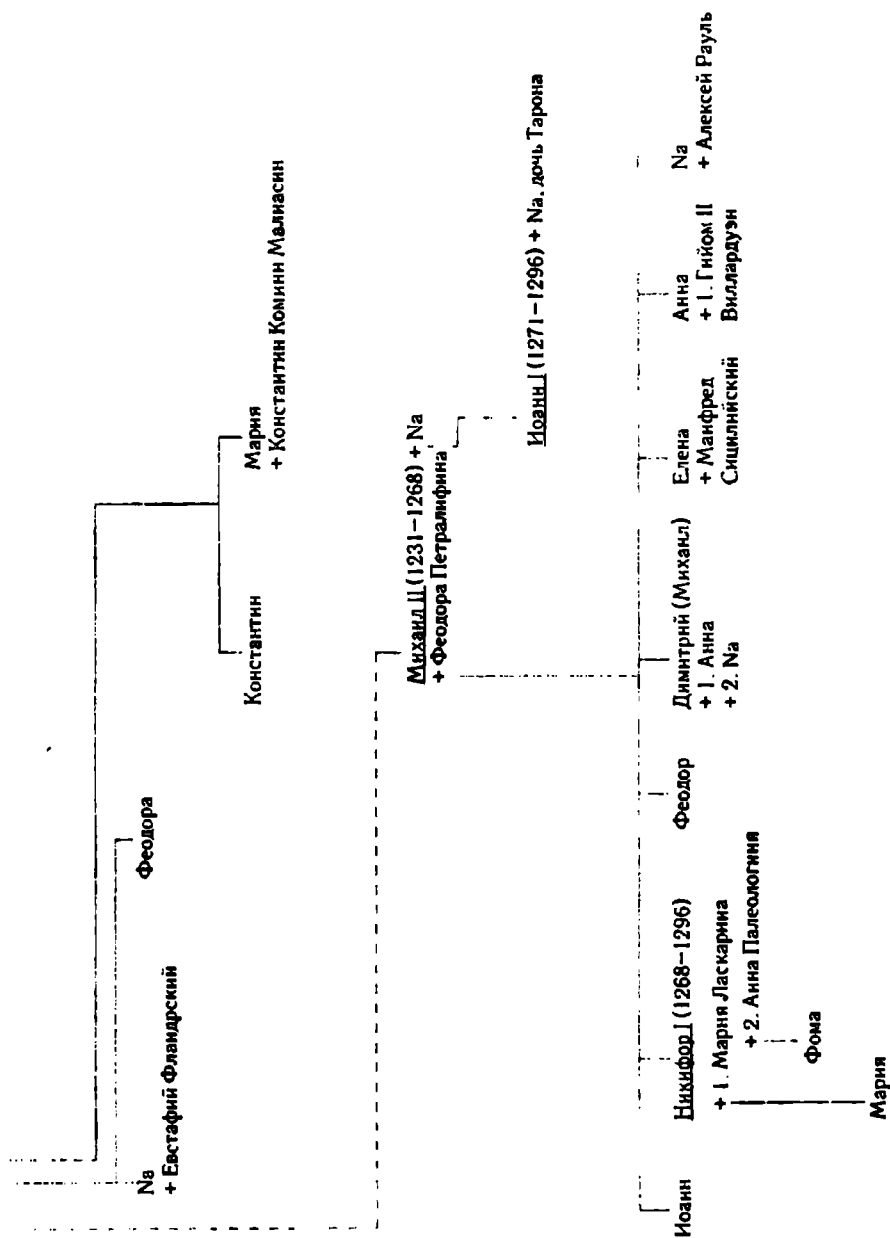 Na
+ Евстафий Фландрский
Феодора
Константин
Мария
+ Константин Комнин Малиасин
Михаил II (1231–1268) + Na
+ Феодора Петралифина
Иоанн I (1271–1296) + Na, дочь Тарона
Иоанн
Никифор I (1268–1296)
+ 1. Мария Ласкарина
+ 2. Анна Палеологиня
Фома
Мария
Феодор
Димитрий (Михаил)
+ 1. Анна
+ 2. Na
Елена
+ Манфред
Сицилийский
Анна
+ 1. Гийом II
Виллардуэн
Na
+ Алексей Рауль